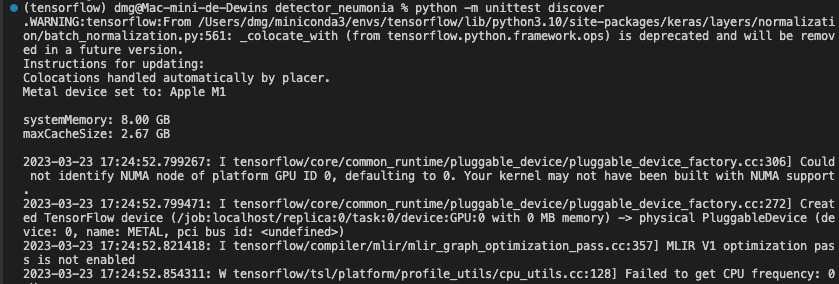 (tensorflow) dmg@Mac-mini-de-Dewins detector_neumonia % python -m unittest discover
.WARNING:tensorflow:From /Users/dmg/miniconda3/envs/tensorflow/lib/python3.10/site-packages/keras/layers/normalizati
on/batch_normalization.py:561: _colocate_with (from tensorflow.python.framework.ops) is deprecated and will be remov
ed in a future version.
Instructions for updating:
Colocations handled automatically by placer.
Metal device set to: Apple M1
systemMemory: 8.00 GB
maxCacheSize: 2.67 GB
2023-03-23 17:24:52.799267: I tensorflow/core/common_runtime/pluggable_device/pluggable_device_factory.cc:306] Could
 not identify NUMA node of platform GPU ID 0, defaulting to 0. Your kernel may not have been built with NUMA support
.
2023-03-23 17:24:52.799471: I tensorflow/core/common_runtime/pluggable_device/pluggable_device_factory.cc:272] Creat
ed TensorFlow device (/job:localhost/replica:0/task:0/device:GPU:0 with 0 MB memory) -> physical PluggableDevice (de
vice: 0, name: METAL, pci bus id: <undefined>)
2023-03-23 17:24:52.821418: I tensorflow/compiler/mlir/mlir_graph_optimization_pass.cc:357] MLIR V1 optimization pas
s is not enabled
2023-03-23 17:24:52.854311: W tensorflow/tsl/platform/profile_utils/cpu_utils.cc:128] Failed to get CPU frequency: 0